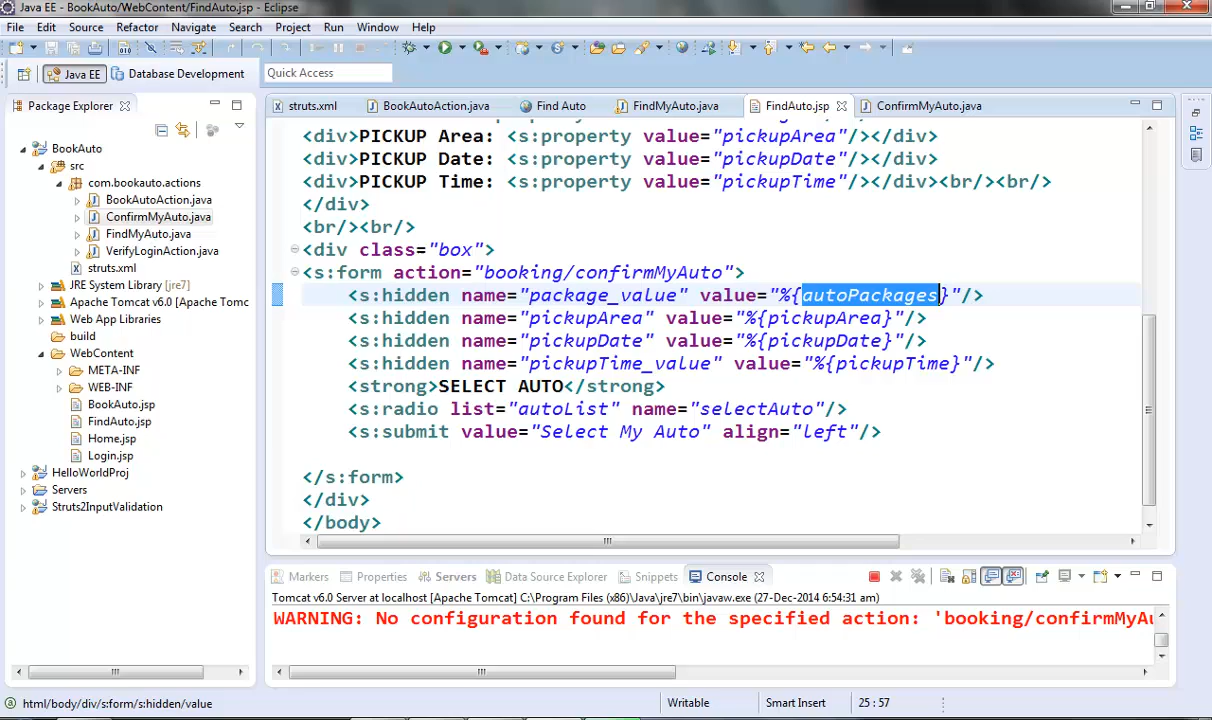 Java EE - BookAuto/WebContent/FindAuto.jsp - Eclipse
File Edit Source Refactor Navigate Search Project Run Window Help
Java EE Database Development Quick Access
Package Explorer
BookAuto
src
com.bookauto.actions
BookAutoAction.java
ConfirmMyAuto.java
FindMyAuto.java
VerifyLoginAction.java
struts.xml
JRE System Library [jre7]
Apache Tomcat v6.0 [Apache Tomc
Web App Libraries
build
WebContent
META-INF
WEB-INF
BookAuto.jsp
FindAuto.jsp
Home.jsp
Login.jsp
HelloWorldProj
Servers
Struts2InputValidation
struts.xml BookAutoAction.java Find Auto FindMyAuto.java FindAuto.jsp ConfirmMyAuto.java
<div>PICKUP Area: <s:property value="pickupArea"/></div>
<div>PICKUP Date: <s:property value="pickupDate"/></div>
<div>PICKUP Time: <s:property value="pickupTime"/></div><br/><br/>
</div>
<br/><br/>
<div class="box">
<s:form action="booking/confirmMyAuto">
<s:hidden name="package_value" value="%{autoPackages}"/>
<s:hidden name="pickupArea" value="%{pickupArea}"/>
<s:hidden name="pickupDate" value="%{pickupDate}"/>
<s:hidden name="pickupTime_value" value="%{pickupTime}"/>
<strong>SELECT AUTO</strong>
<s:radio list="autoList" name="selectAuto"/>
<s:submit value="Select My Auto" align="left"/>
</s:form>
</div>
</body>
Markers Properties Servers Data Source Explorer Snippets Console
Tomcat v6.0 Server at localhost [Apache Tomcat] C:\Program Files (x86)\Java\jre7\bin\javaw.exe (27-Dec-2014 6:54:31 am)
WARNING: No configuration found for the specified action: 'booking/confirmMyAu
html/body/div/s:form/s:hidden/value Writable Smart Insert 25 : 57